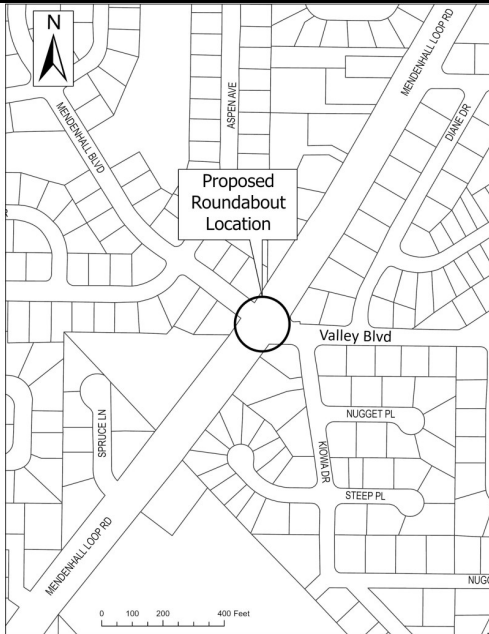 N
MENDENHALL LOOP RD
MENDENHALL BLVD
ASPEN AVE
DIANE DR
Proposed
Roundabout
Location
R
Valley Blvd
NUGGET PL
SPRUCE LN
KIOWA DR
STEEP PL
MENDENHALL LOOP RD
NUGG
0 100 200 400 Feet